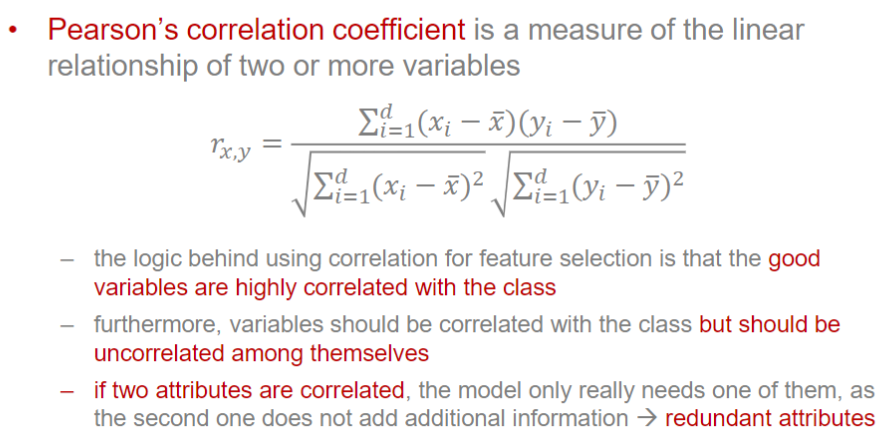 • Pearson's correlation coefficient is a measure of the linear
relationship of two or more variables
r_{x,y} = \frac{\sum_{i=1}^{d}(x_i - \bar{x})(y_i - \bar{y})}{\sqrt{\sum_{i=1}^{d}(x_i - \bar{x})^2} \sqrt{\sum_{i=1}^{d}(y_i - \bar{y})^2}}
– the logic behind using correlation for feature selection is that the good
variables are highly correlated with the class
– furthermore, variables should be correlated with the class but should be
uncorrelated among themselves
– if two attributes are correlated, the model only really needs one of them, as
the second one does not add additional information → redundant attributes